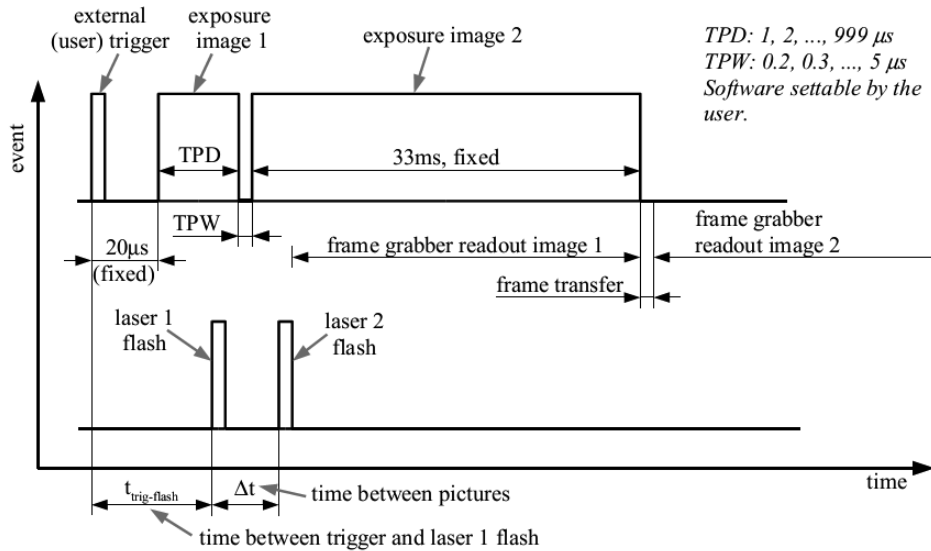 external
(user) trigger
exposure
image 1
exposure image 2
TPD: 1, 2, ..., 999 μs
TPW: 0.2, 0.3, ..., 5 μs
Software settable by the
user.
event
TPD
33ms, fixed
TPW
20μs
(fixed)
frame grabber readout image 1
frame grabber
readout image 2
frame transfer
laser 1
flash
laser 2
flash
time
t_trig-flash
Δt
time between pictures
time between trigger and laser 1 flash